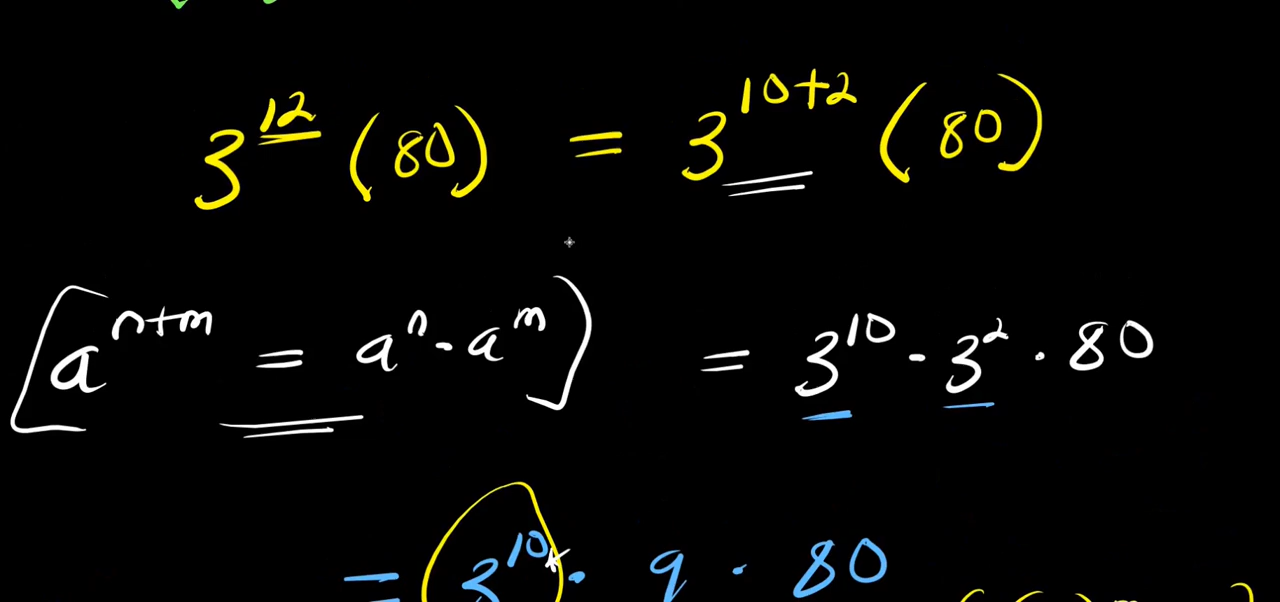 3^12 (80) = 3^10+2 (80)
[a^n+m = a^n · a^m] = 3^10 · 3^2 · 80
= 3^10 · 9 · 80